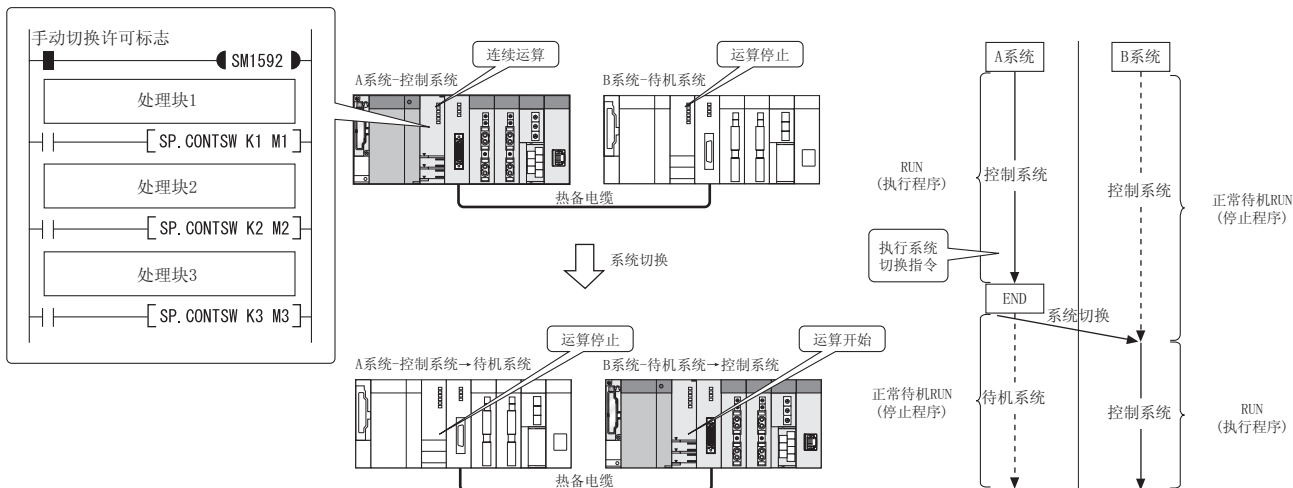 手动切换许可标志
SM1592
处理块1
SP. CONTSW K1 M1
处理块2
SP. CONTSW K2 M2
处理块3
SP. CONTSW K3 M3
连续运算
运算停止
A系统-控制系统
B系统-待机系统
热备电缆
系统切换
运算停止
运算开始
A系统-控制系统→待机系统
B系统-待机系统→控制系统
热备电缆
A系统
B系统
RUN
(执行程序)
控制系统
控制系统
正常待机RUN
(停止程序)
执行系统
切换指令
END
系统切换
正常待机RUN
(停止程序)
待机系统
控制系统
RUN
(执行程序)